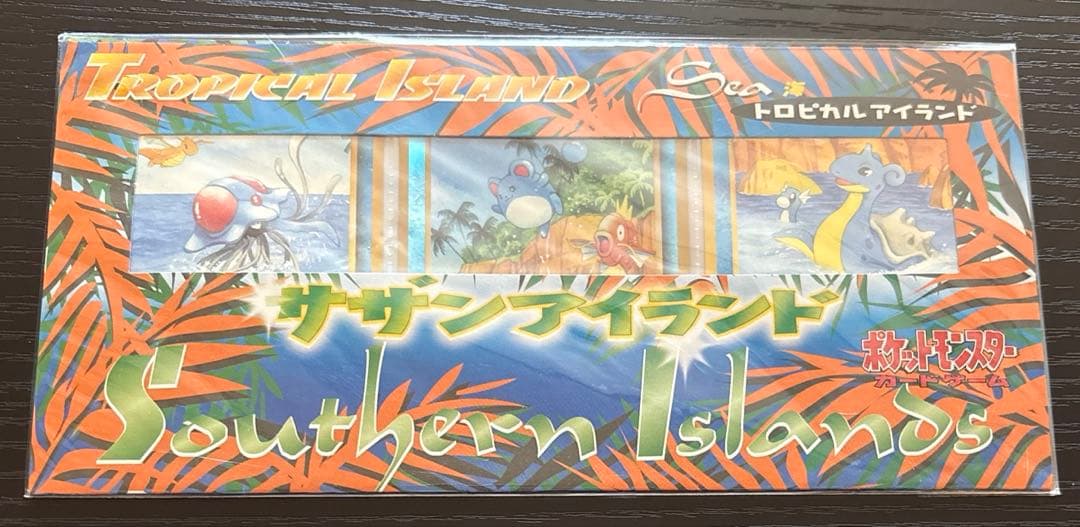 TROPICAL ISLAND
Sea 海
トロピカルアイランド
サザンアイランド
ポケットモンスター
カードゲーム
Southern Islands